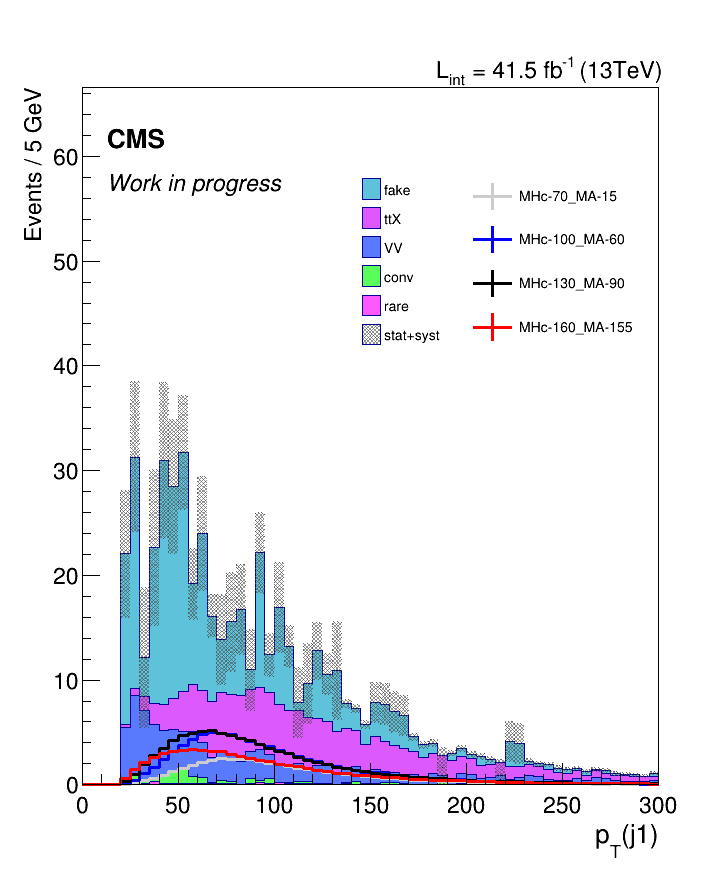 L_int = 41.5 fb^-1 (13TeV)
Events / 5 GeV
CMS
Work in progress
fake
ttX
VV
conv
rare
stat+syst
MHc-70_MA-15
MHc-100_MA-60
MHc-130_MA-90
MHc-160_MA-155
60
50
40
30
20
10
0
0 50 100 150 200 250 300
p_T(j1)